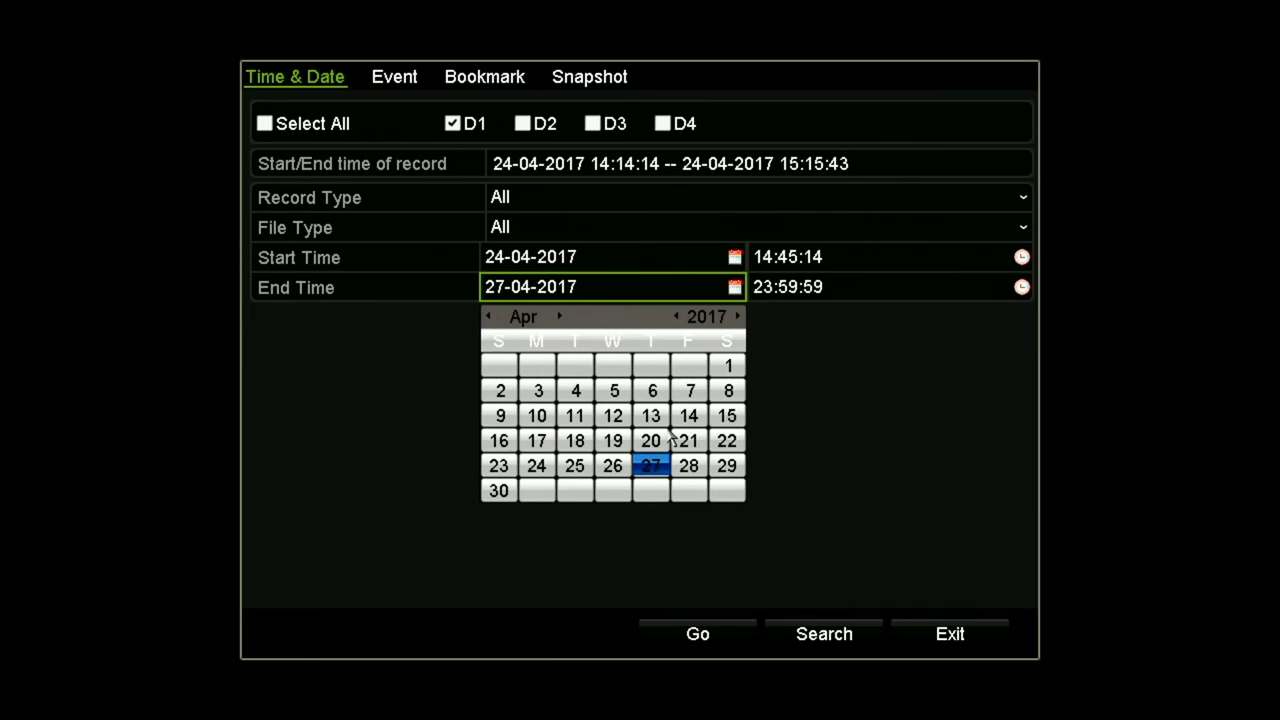 Time & Date Event Bookmark Snapshot
Select All D1 D2 D3 D4
Start/End time of record 24-04-2017 14:14:14 -- 24-04-2017 15:15:43
Record Type All
File Type All
Start Time 24-04-2017 14:45:14
End Time 27-04-2017 23:59:59
Apr 2017
S M T W T F S
1
2 3 4 5 6 7 8
9 10 11 12 13 14 15
16 17 18 19 20 21 22
23 24 25 26 27 28 29
30
Go Search Exit